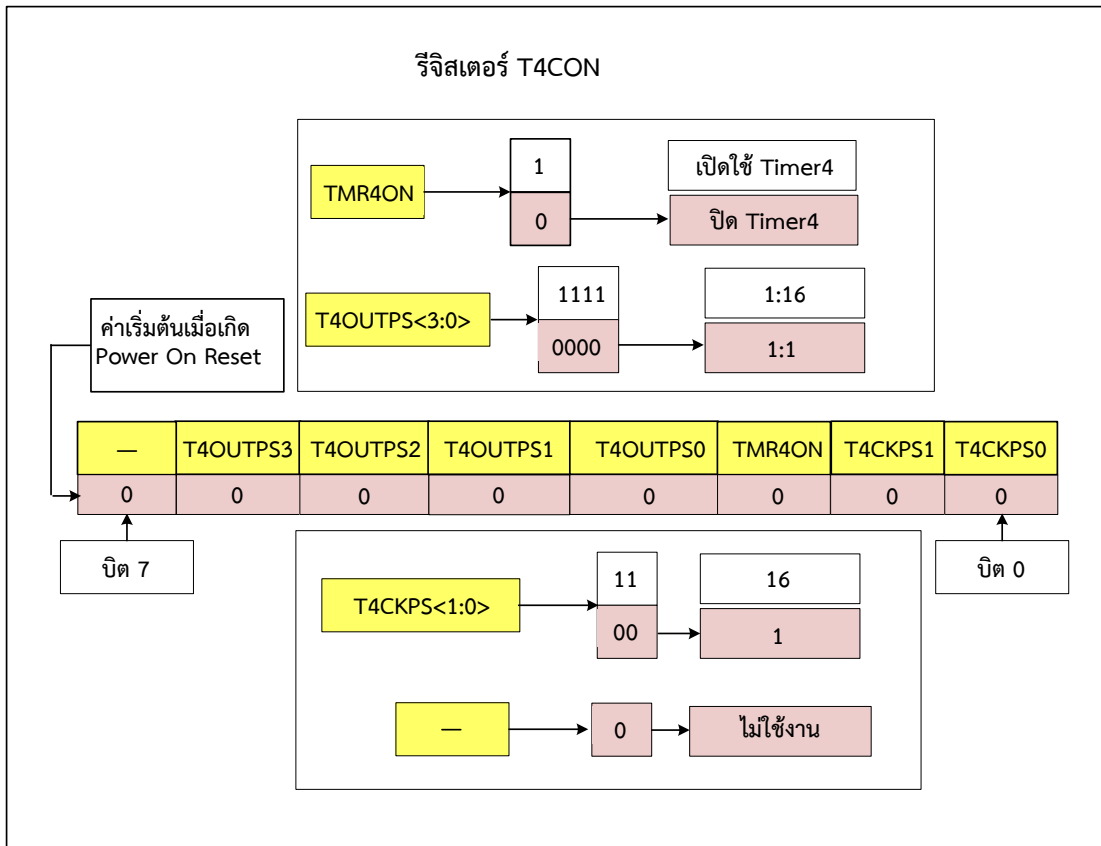 รีจิสเตอร์ T4CON
1
เปิดใช้ Timer4
TMR4ON
0
ปิด Timer4
1111
1:16
T4OUTPS<3:0>
0000
1:1
ค่าเริ่มต้นเมื่อเกิด
Power On Reset
— T4OUTPS3 T4OUTPS2 T4OUTPS1 T4OUTPS0 TMR4ON T4CKPS1 T4CKPS0
0 0 0 0 0 0 0 0
บิต 7
บิต 0
11
16
T4CKPS<1:0>
00
1
—
0
ไม่ใช้งาน